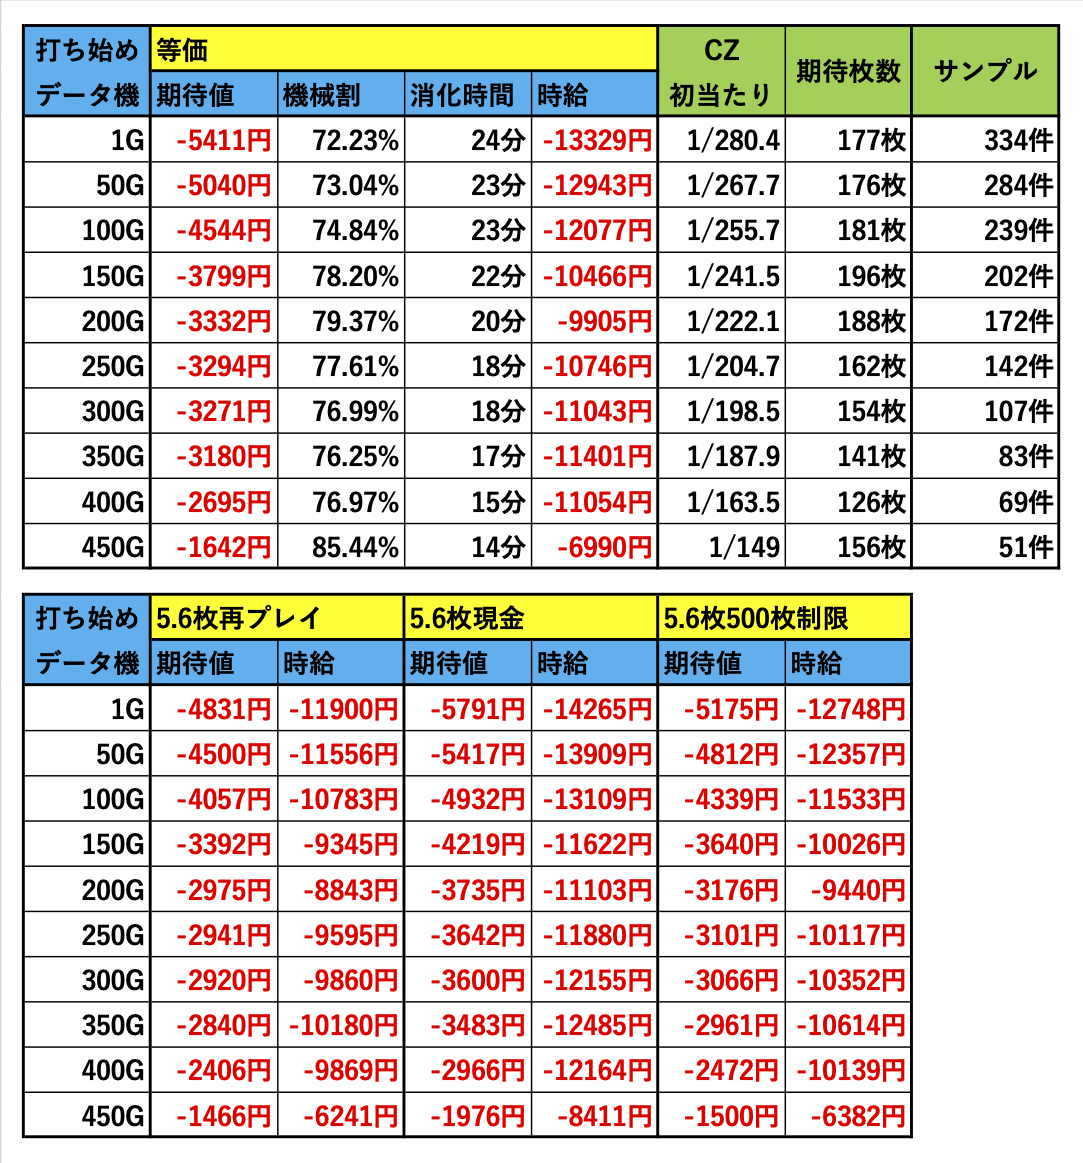 打ち始め 等価 CZ 期待枚数 サンプル
データ機 期待値 機械割 消化時間 時給 初当たり
1G -5411円 72.23% 24分 -13329円 1/280.4 177枚 334件
50G -5040円 73.04% 23分 -12943円 1/267.7 176枚 284件
100G -4544円 74.84% 23分 -12077円 1/255.7 181枚 239件
150G -3799円 78.20% 22分 -10466円 1/241.5 196枚 202件
200G -3332円 79.37% 20分 -9905円 1/222.1 188枚 172件
250G -3294円 77.61% 18分 -10746円 1/204.7 162枚 142件
300G -3271円 76.99% 18分 -11043円 1/198.5 154枚 107件
350G -3180円 76.25% 17分 -11401円 1/187.9 141枚 83件
400G -2695円 76.97% 15分 -11054円 1/163.5 126枚 69件
450G -1642円 85.44% 14分 -6990円 1/149 156枚 51件
打ち始め 5.6枚再プレイ 5.6枚現金 5.6枚500枚制限
データ機 期待値 時給 期待値 時給 期待値 時給
1G -4831円 -11900円 -5791円 -14265円 -5175円 -12748円
50G -4500円 -11556円 -5417円 -13909円 -4812円 -12357円
100G -4057円 -10783円 -4932円 -13109円 -4339円 -11533円
150G -3392円 -9345円 -4219円 -11622円 -3640円 -10026円
200G -2975円 -8843円 -3735円 -11103円 -3176円 -9440円
250G -2941円 -9595円 -3642円 -11880円 -3101円 -10117円
300G -2920円 -9860円 -3600円 -12155円 -3066円 -10352円
350G -2840円 -10180円 -3483円 -12485円 -2961円 -10614円
400G -2406円 -9869円 -2966円 -12164円 -2472円 -10139円
450G -1466円 -6241円 -1976円 -8411円 -1500円 -6382円